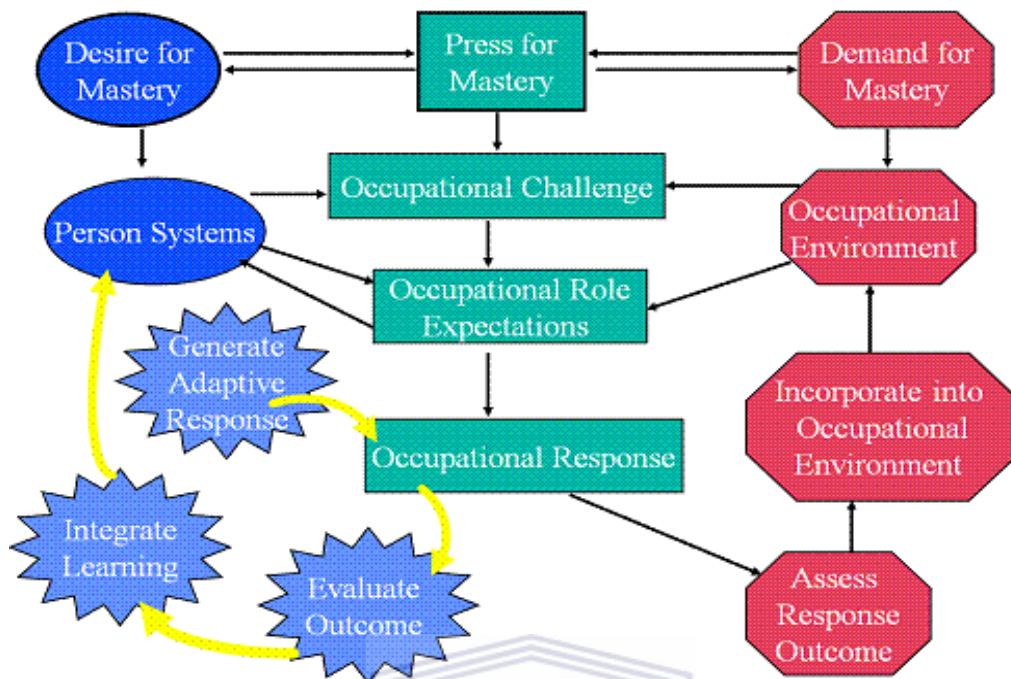 Desire for
Mastery
Press for
Mastery
Demand for
Mastery
Person Systems
Occupational Challenge
Occupational
Environment
Occupational Role
Expectations
Generate
Adaptive
Response
Incorporate into
Occupational
Environment
Occupational Response
Integrate
Learning
Evaluate
Outcome
Assess
Response
Outcome